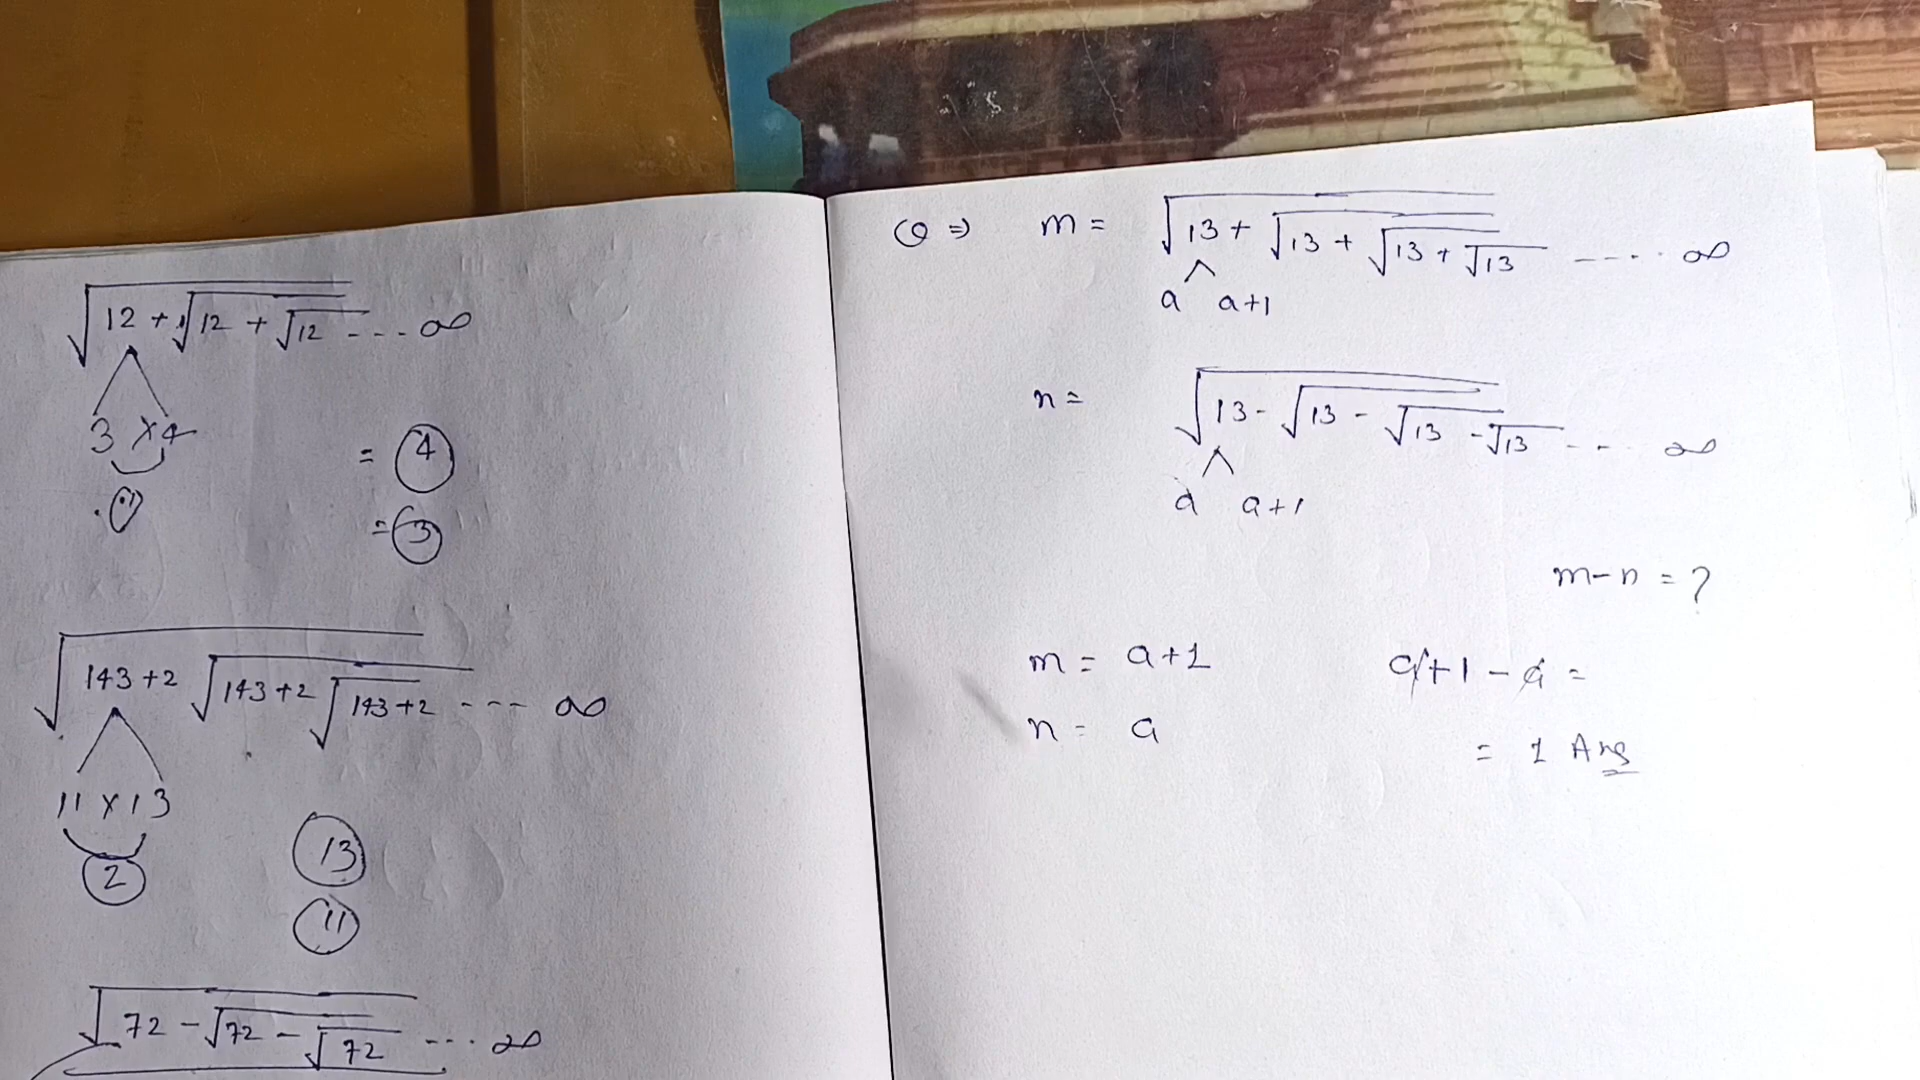 √12 + √12 + √12 --- ∞
3 × 4
= 4
= 3
√143+2 √143+2 √143+2 --- ∞
11 × 13
2
13
11
√72 - √72 - √72 --- ∞
Q ⇒ m = √13 + √13 + √13 + √13 ---- ∞
a a+1
n = √13 - √13 - √13 - √13 --- ∞
a a+1
m-n = ?
m = a+1 a+1 - a =
n = a
= 1 Ans